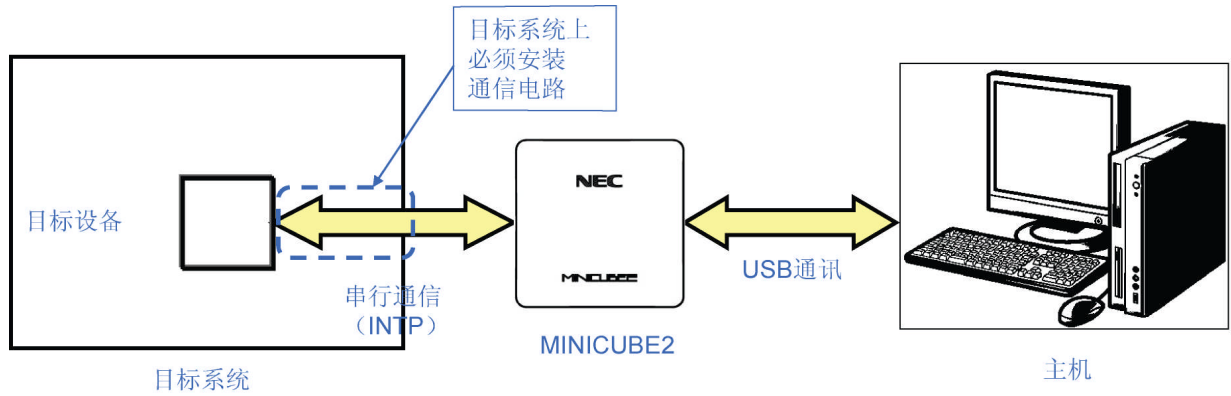 目标系统上
必须安装
通信电路
目标设备
NEC
MINICUBE2
串行通信
（INTP）
USB通讯
MINICUBE2
目标系统
主机